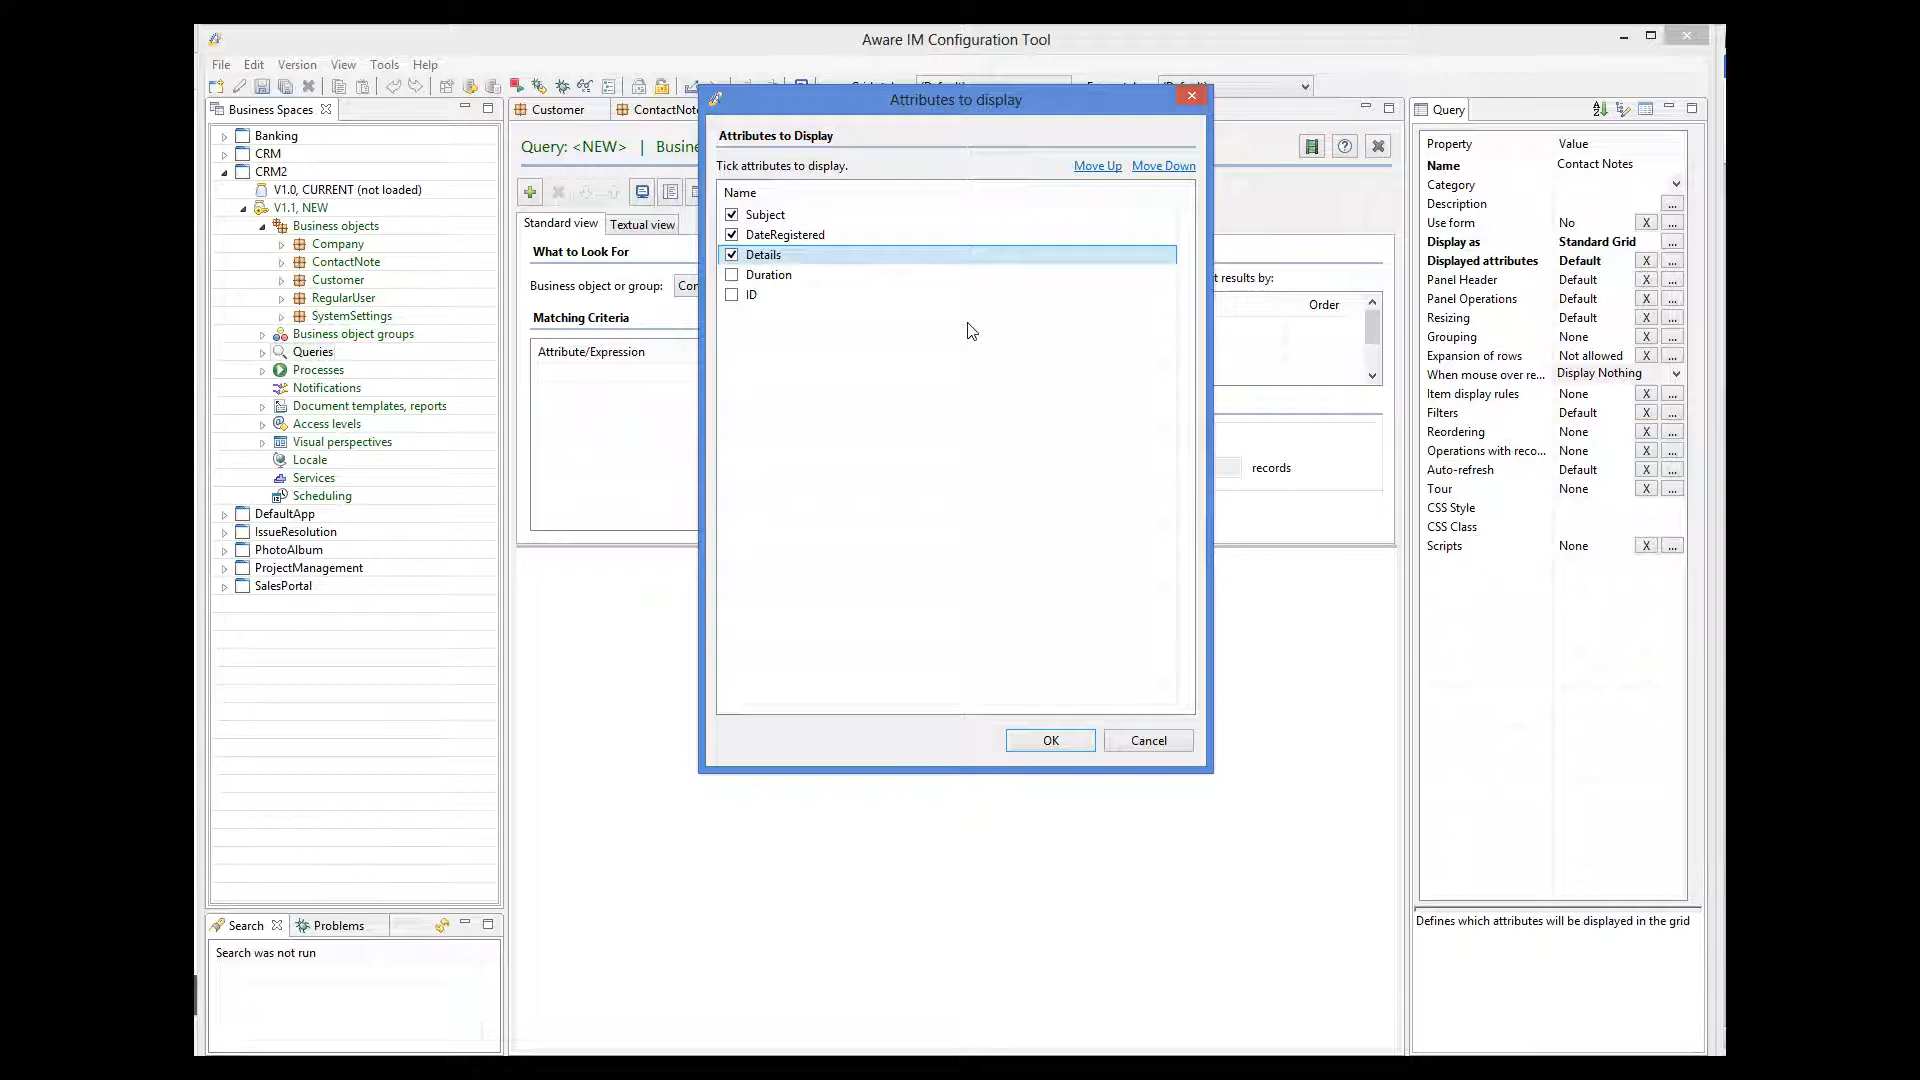 Aware IM Configuration Tool
File Edit Version View Tools Help
Business Spaces
Banking
CRM
CRM2
V1.0, CURRENT (not loaded)
V1.1, NEW
Business objects
Company
ContactNote
Customer
RegularUser
SystemSettings
Business object groups
Queries
Processes
Notifications
Document templates, reports
Access levels
Visual perspectives
Locale
Services
Scheduling
DefaultApp
IssueResolution
PhotoAlbum
ProjectManagement
SalesPortal
Search Problems
Search was not run
Customer ContactNote
Query: <NEW> | Busine
Standard view Textual view
What to Look For
Business object or group: Con
Matching Criteria
Attribute/Expression
t results by:
Order
records
Attributes to display
Attributes to Display
Tick attributes to display. Move Up Move Down
Name
Subject
DateRegistered
Details
Duration
ID
OK Cancel
Query
Property Value
Name Contact Notes
Category
Description ...
Use form No X ...
Display as Standard Grid ...
Displayed attributes Default X ...
Panel Header Default X ...
Panel Operations Default X ...
Resizing Default X ...
Grouping None X ...
Expansion of rows Not allowed X ...
When mouse over re... Display Nothing
Item display rules None X ...
Filters Default X ...
Reordering None X ...
Operations with reco... None X ...
Auto-refresh Default X ...
Tour None X ...
CSS Style
CSS Class
Scripts None X ...
Defines which attributes will be displayed in the grid